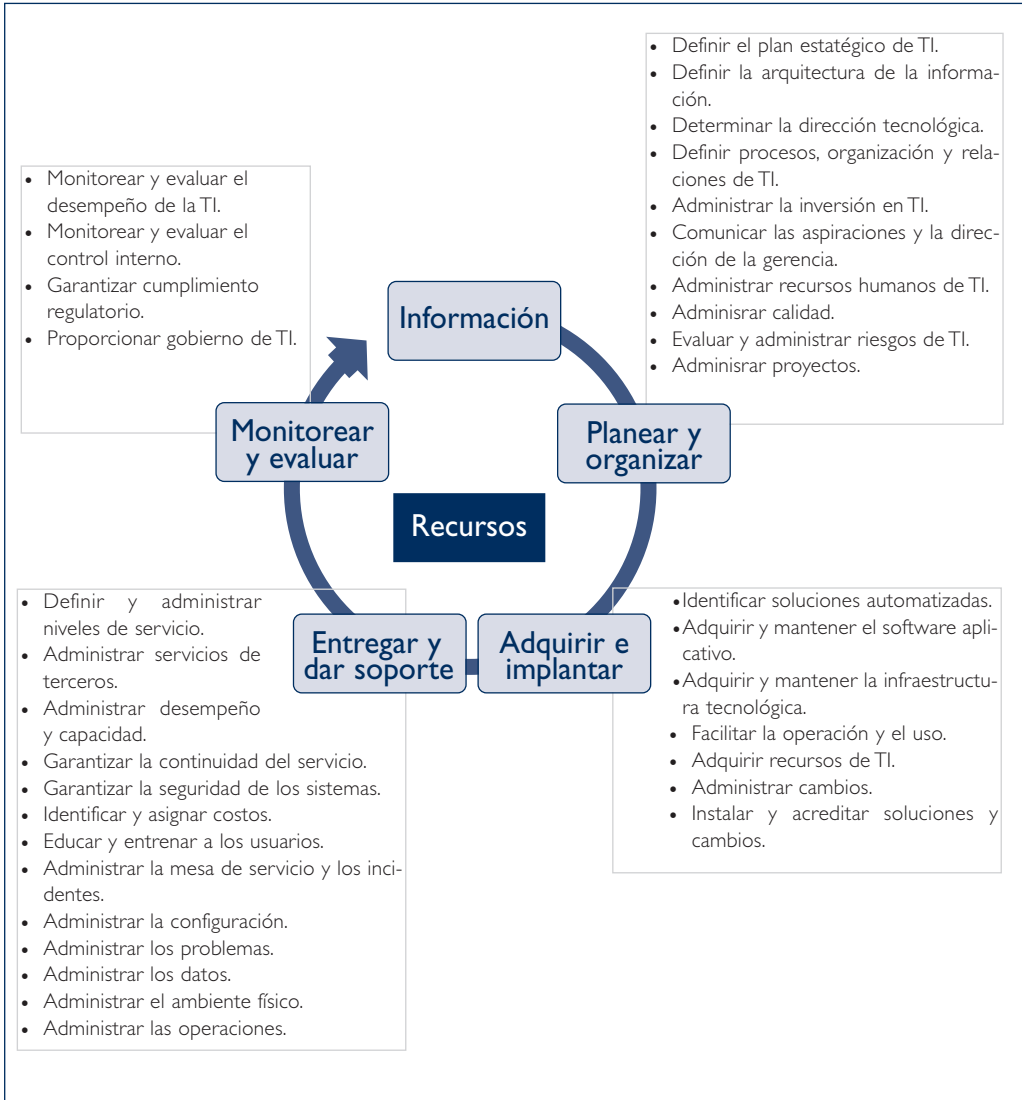 • Definir el plan estatégico de TI.
• Definir la arquitectura de la informa-
ción.
• Determinar la dirección tecnológica.
• Definir procesos, organización y rela-
ciones de TI.
• Administrar la inversión en TI.
• Comunicar las aspiraciones y la direc-
ción de la gerencia.
• Administrar recursos humanos de TI.
• Adminisrar calidad.
• Evaluar y administrar riesgos de TI.
• Adminisrar proyectos.
• Monitorear y evaluar el
desempeño de la TI.
• Monitorear y evaluar el
control interno.
• Garantizar cumplimiento
regulatorio.
• Proporcionar gobierno de TI.
Información
Monitorear
y evaluar
Planear y
organizar
Recursos
Entregar y
dar soporte
Adquirir e
implantar
• Definir y administrar
niveles de servicio.
• Administrar servicios de
terceros.
• Administrar desempeño
y capacidad.
• Garantizar la continuidad del servicio.
• Garantizar la seguridad de los sistemas.
• Identificar y asignar costos.
• Educar y entrenar a los usuarios.
• Administrar la mesa de servicio y los inci-
dentes.
• Administrar la configuración.
• Administrar los problemas.
• Administrar los datos.
• Administrar el ambiente físico.
• Administrar las operaciones.
•Identificar soluciones automatizadas.
•Adquirir y mantener el software apli-
cativo.
•Adquirir y mantener la infraestructu-
ra tecnológica.
• Facilitar la operación y el uso.
• Adquirir recursos de TI.
• Administrar cambios.
• Instalar y acreditar soluciones y
cambios.